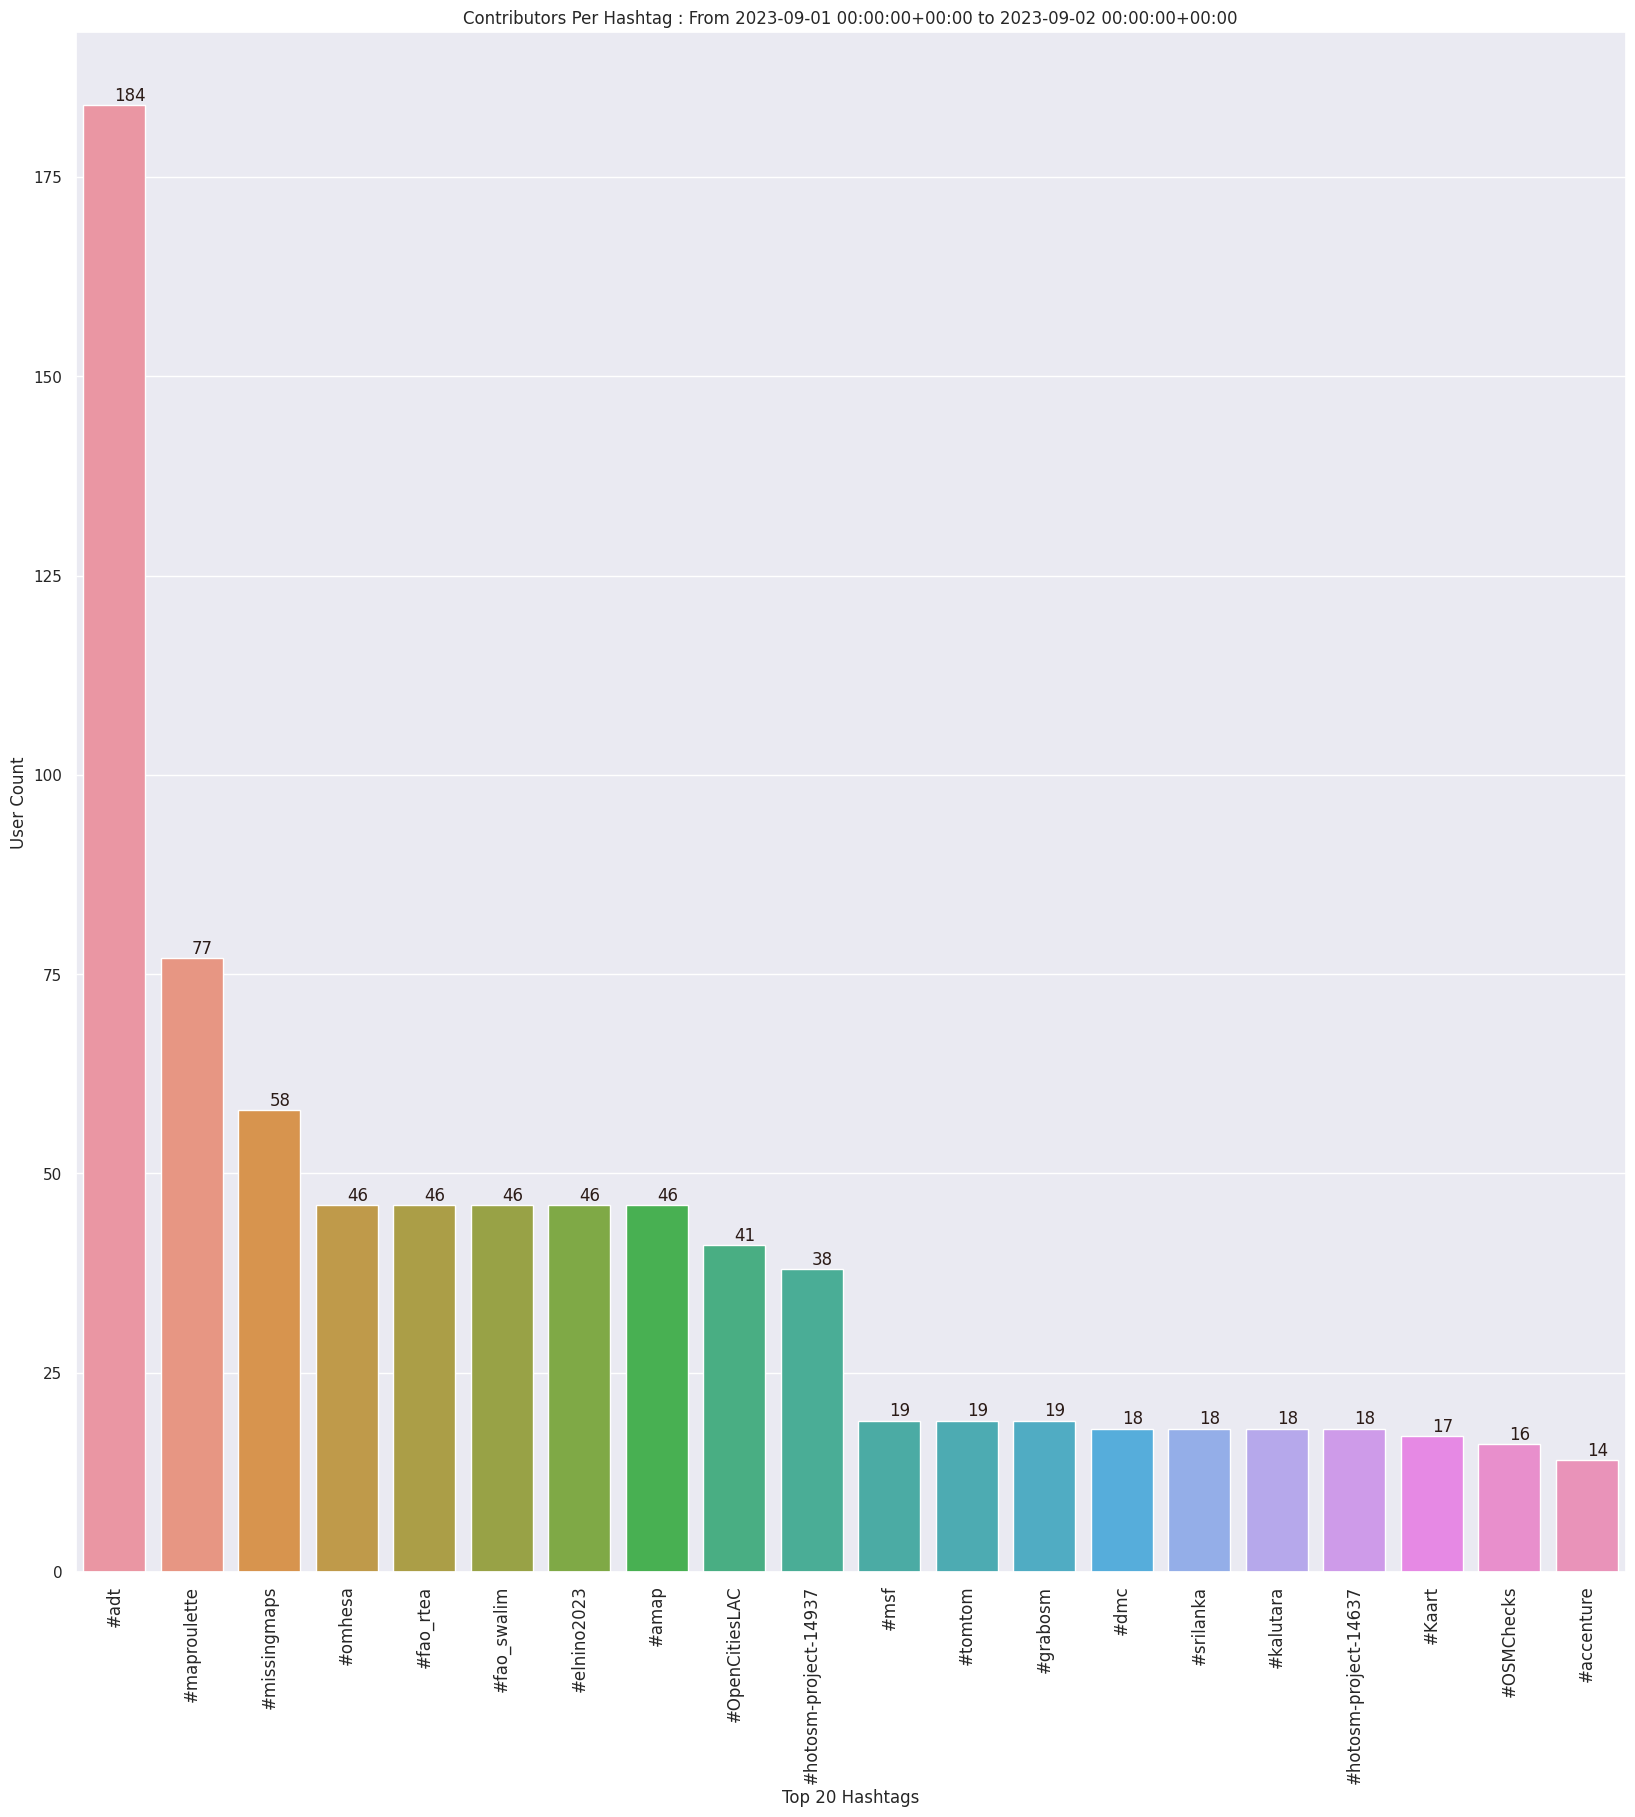 Contributors Per Hashtag : From 2023-09-01 00:00:00+00:00 to 2023-09-02 00:00:00+00:00
User Count
175
150
125
100
75
50
25
0
184
77
58
46
46
46
46
46
41
38
19
19
19
18
18
18
18
17
16
14
#adt
#maproulette
#missingmaps
#omhesa
#fao_rtea
#fao_swalim
#elnino2023
#amap
#OpenCitiesLAC
#hotosm-project-14937
#msf
#tomtom
#grabosm
#dmc
#srilanka
#kalutara
#hotosm-project-14637
#Kaart
#OSMChecks
#accenture
Top 20 Hashtags